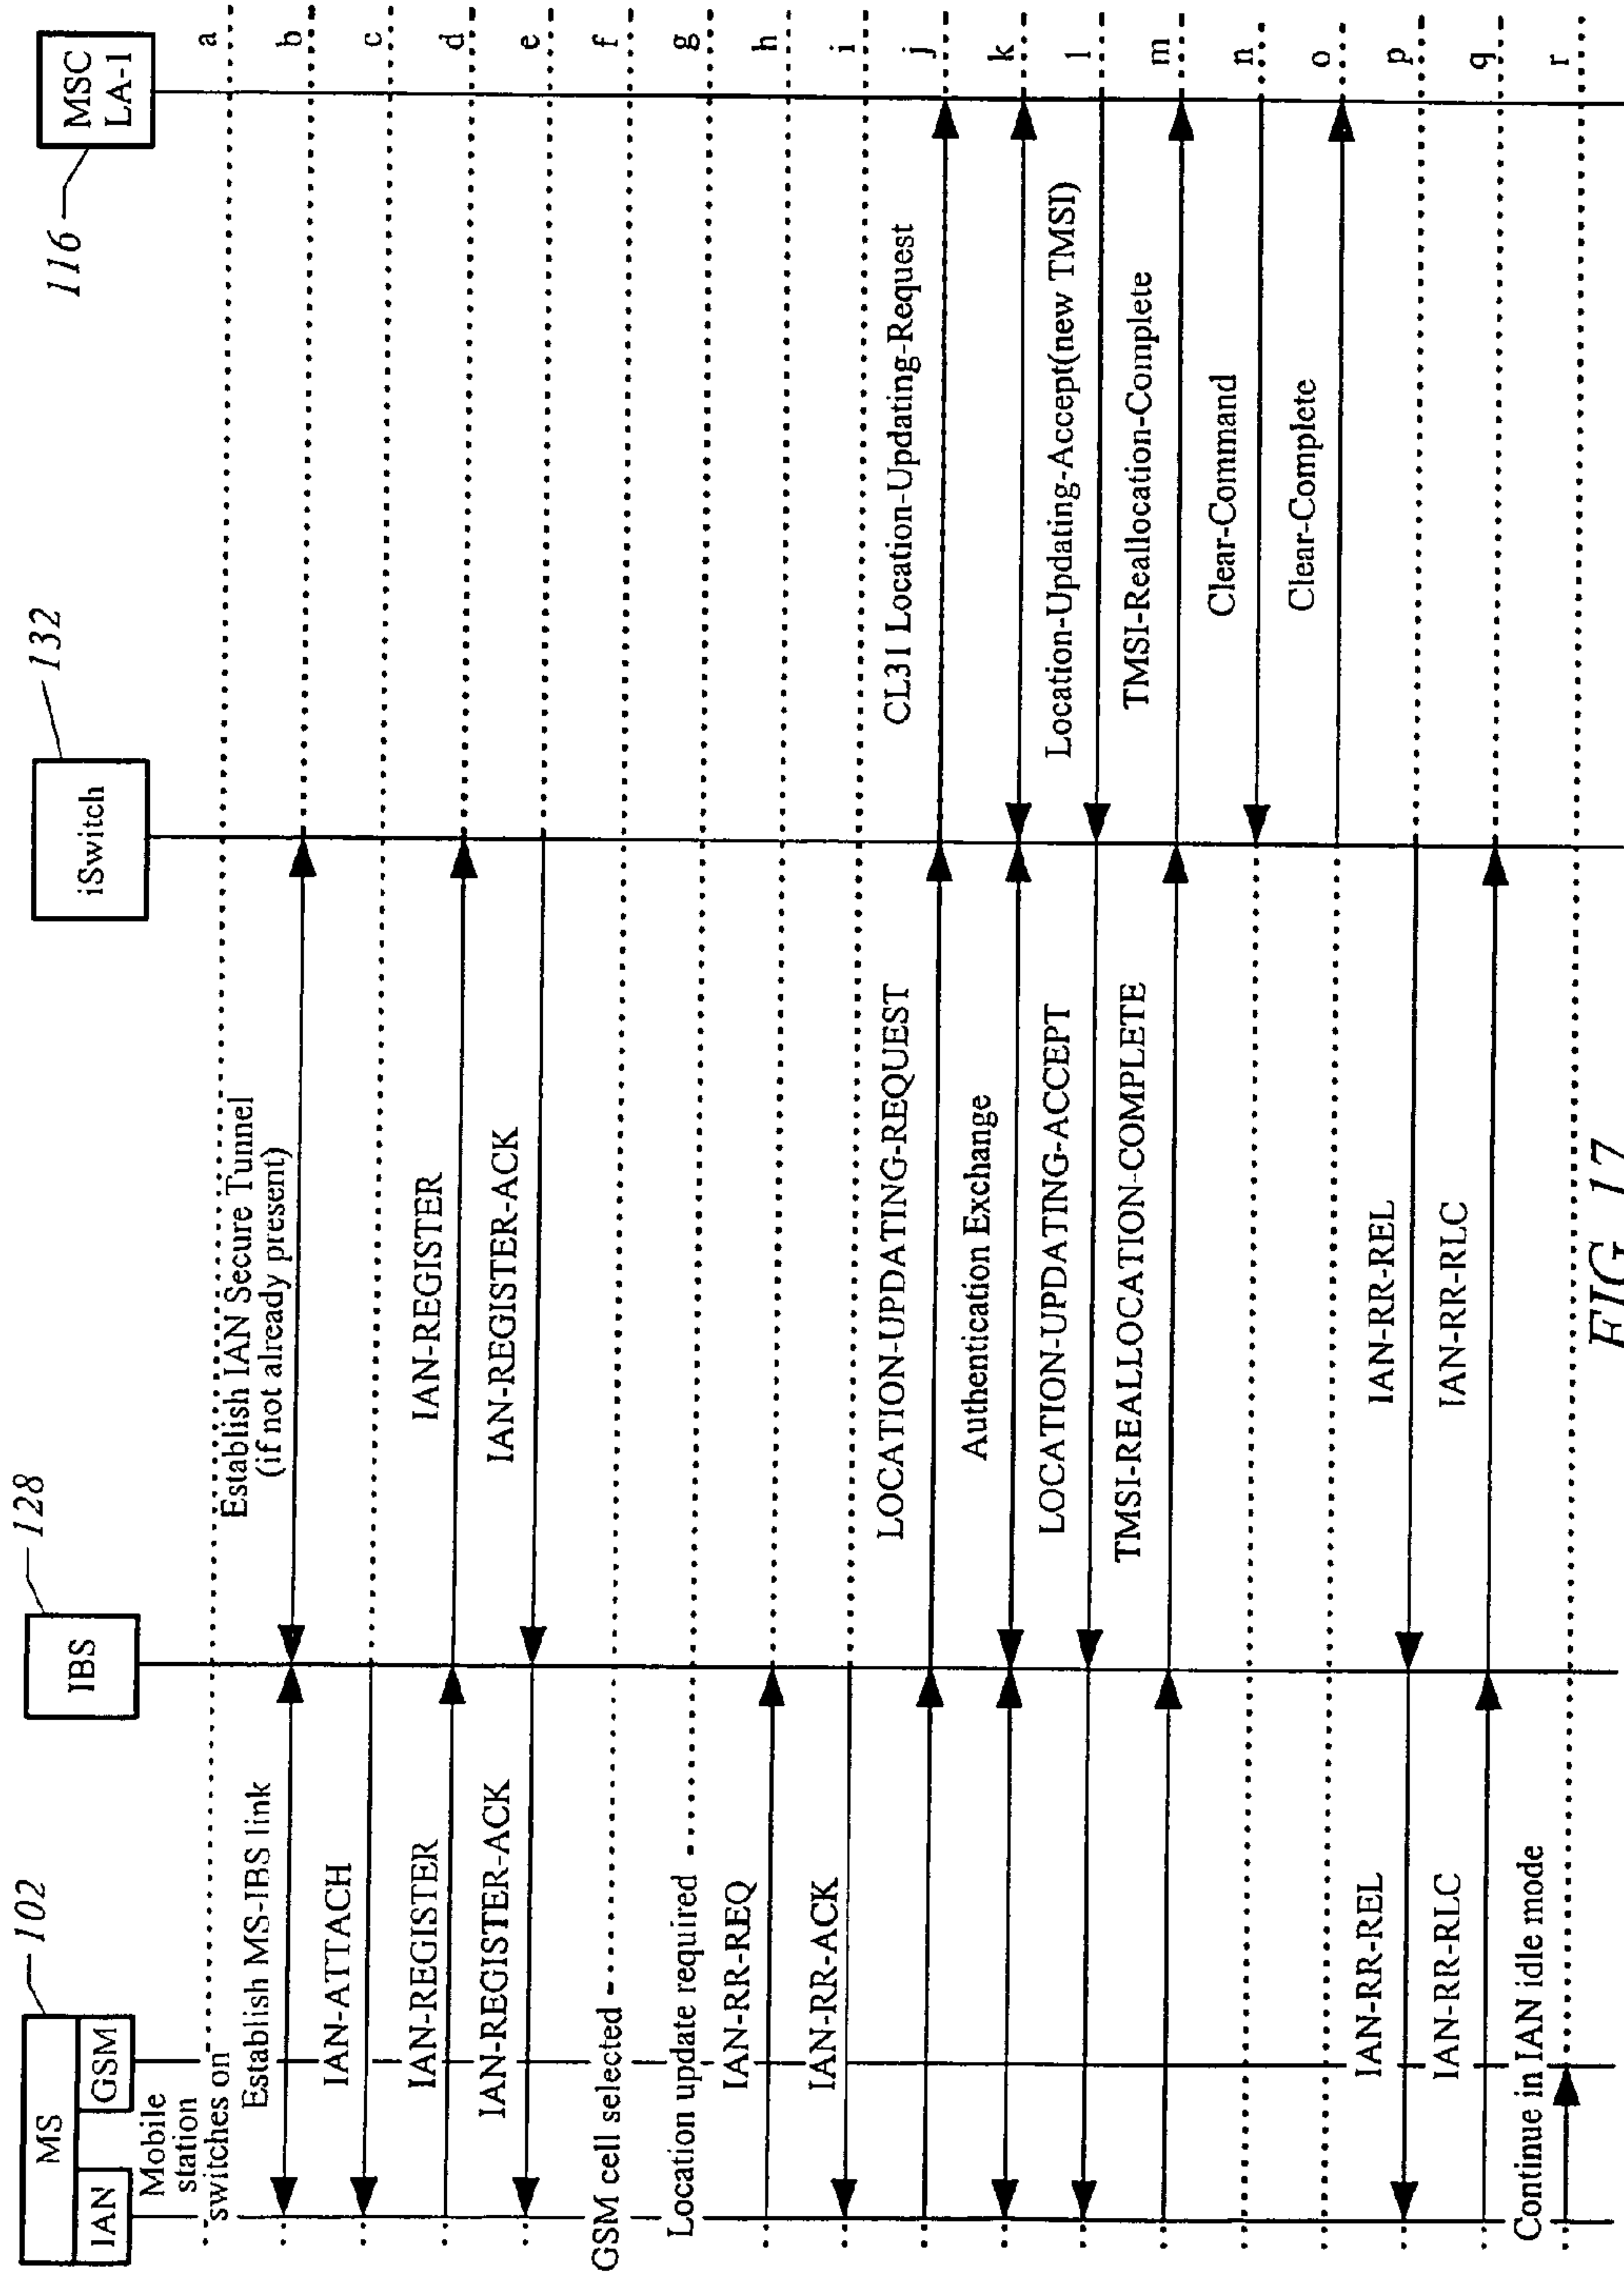 MS
102
IAN
GSM
IBS
128
iSwitch
132
MSC
LA-1
116
Mobile
station
switches on
a
Establish MS-IBS link
Establish IAN Secure Tunnel
(if not already present)
b
IAN-ATTACH
c
IAN-REGISTER
IAN-REGISTER
d
IAN-REGISTER-ACK
IAN-REGISTER-ACK
e
GSM cell selected
f
Location update required
g
IAN-RR-REQ
h
IAN-RR-ACK
i
LOCATION-UPDATING-REQUEST
CL31 Location-Updating-Request
j
Authentication Exchange
k
LOCATION-UPDATING-ACCEPT
Location-Updating-Accept(new TMSI)
l
TMSI-REALLOCATION-COMPLETE
TMSI-Reallocation-Complete
m
Clear-Command
n
Clear-Complete
o
IAN-RR-REL
IAN-RR-REL
p
IAN-RR-RLC
IAN-RR-RLC
q
Continue in IAN idle mode
r
FIG. 17